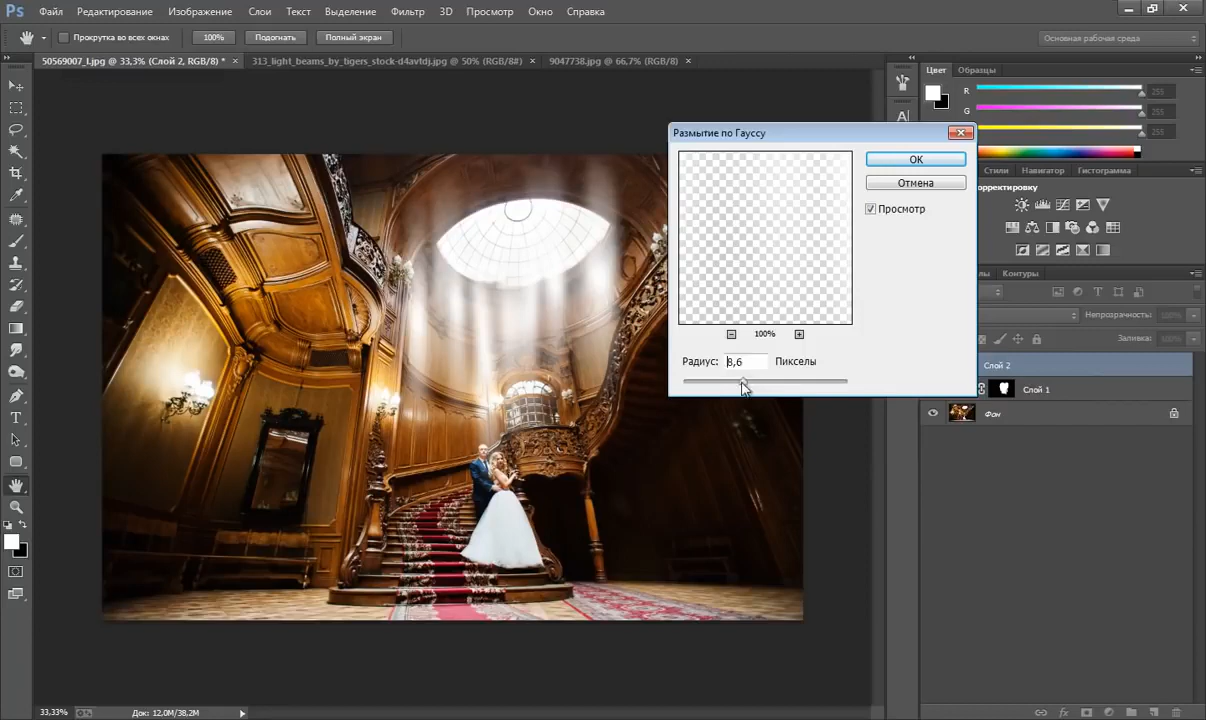 Ps Файл Редактирование Изображение Слои Текст Выделение Фильтр 3D Просмотр Окно Справка
Прокрутка во всех окнах 100% Подогнать Полный экран Основная рабочая среда
50569007_l.jpg @ 33,3% (Слой 2, RGB/8) * × 313_light_beams_by_tigers_stock-d4avtdj.jpg @ 50% (RGB/8#) × 9047738.jpg @ 66,7% (RGB/8) ×
Цвет Образцы
R 255
G 255
B 255
Размытие по Гауссу
OK
Отмена
Просмотр
100%
Радиус: 8,6 Пикселы
Стили Навигатор Гистограмма
орректировку
лы Контуры
Непрозрачность: 100%
Заливка: 100%
Слой 2
Слой 1
Фон
T
33,33% Док: 12,0M/38,2M
fx